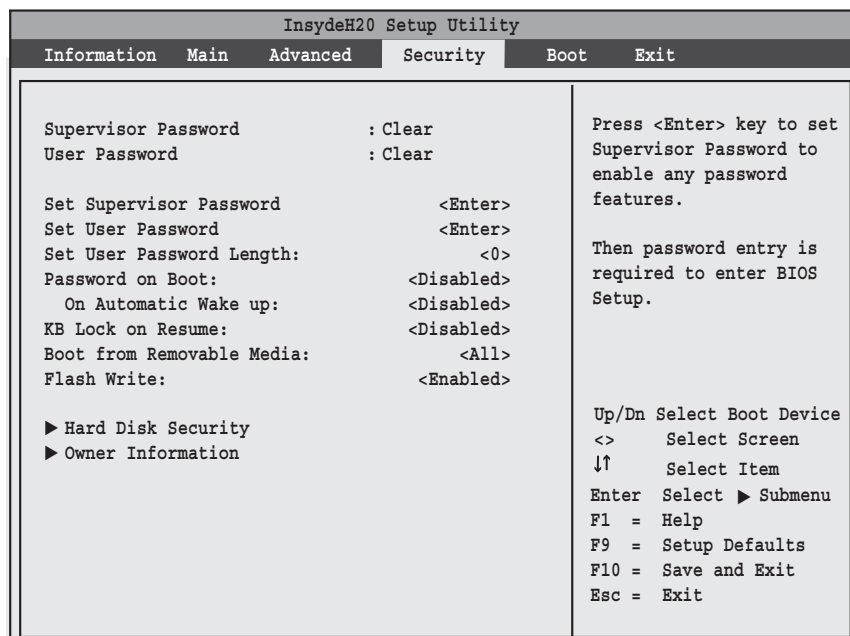 InsydeH20 Setup Utility
Information Main Advanced Security Boot Exit
Supervisor Password : Clear
User Password : Clear
Set Supervisor Password <Enter>
Set User Password <Enter>
Set User Password Length: <0>
Password on Boot: <Disabled>
On Automatic Wake up: <Disabled>
KB Lock on Resume: <Disabled>
Boot from Removable Media: <All>
Flash Write: <Enabled>
▶ Hard Disk Security
▶ Owner Information
Press <Enter> key to set
Supervisor Password to
enable any password
features.
Then password entry is
required to enter BIOS
Setup.
Up/Dn Select Boot Device
<> Select Screen
↓↑ Select Item
Enter Select ▶ Submenu
F1 = Help
F9 = Setup Defaults
F10 = Save and Exit
Esc = Exit